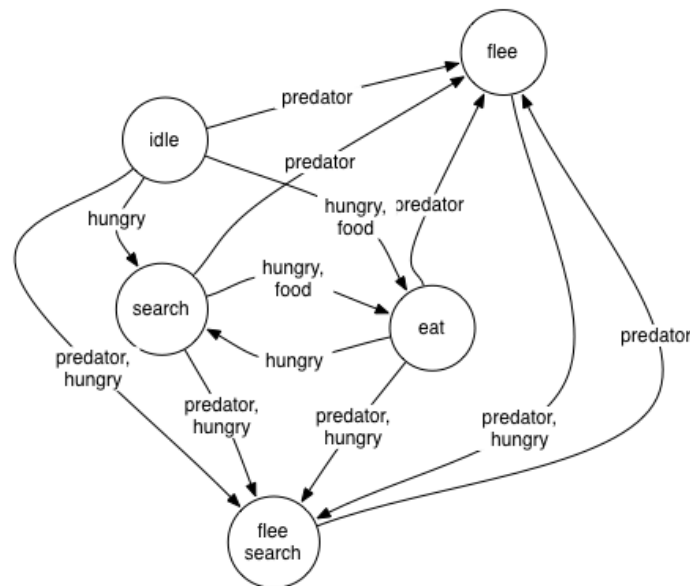 flee
predator
idle
predator
hungry
hungry,
food
predator
hungry,
food
search
eat
predator
hungry
predator,
hungry
predator,
hungry
predator,
hungry
predator,
hungry
flee
search